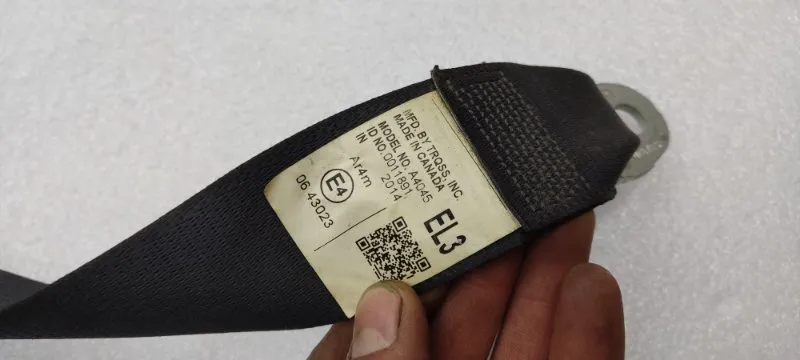 MFD. BY TRQSS, INC.
MADE IN CANADA
MODEL NO. A4045
ID NO.0011891
IN 2014
EL3
Ar4m
E4
06 43023